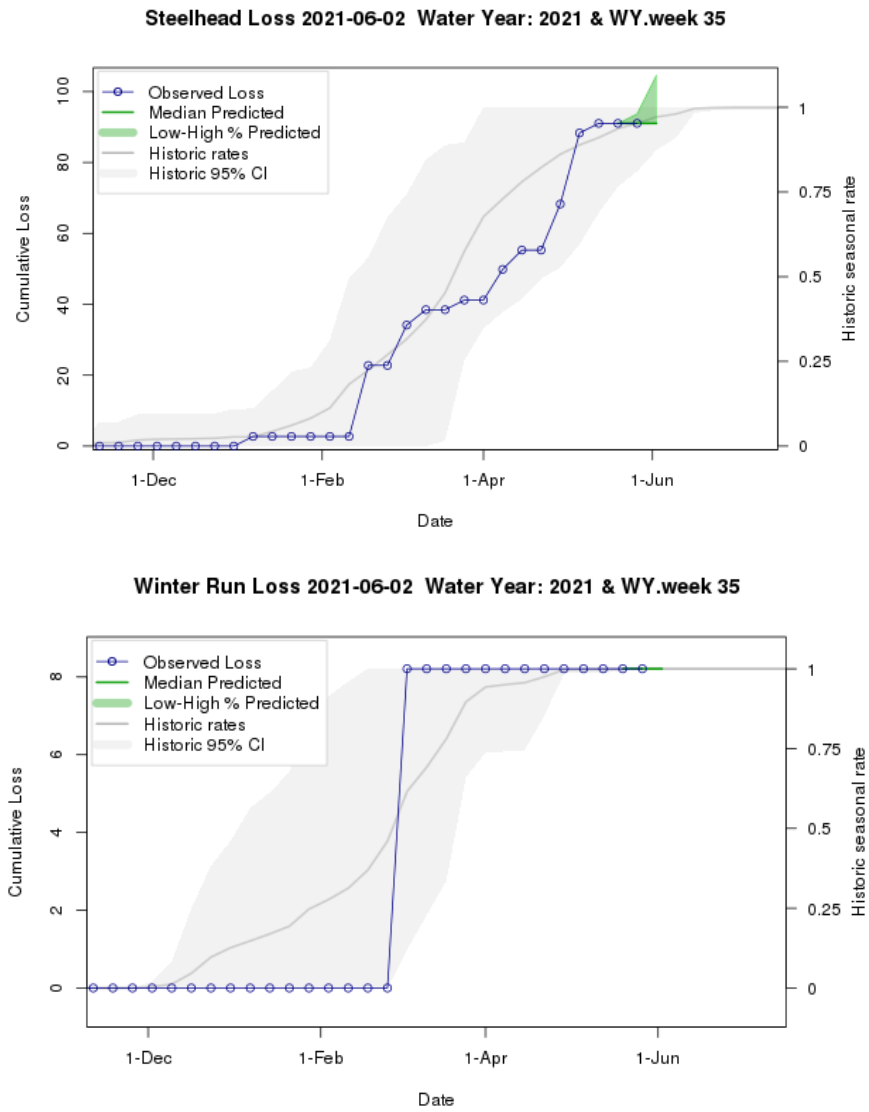 Steelhead Loss 2021-06-02  Water Year: 2021 & WY.week 35
Observed Loss
Median Predicted
Low-High % Predicted
Historic rates
Historic 95% CI
Cumulative Loss
0
20
40
60
80
100
Historic seasonal rate
0
0.25
0.5
0.75
1
1-Dec
1-Feb
1-Apr
1-Jun
Date
Winter Run Loss 2021-06-02  Water Year: 2021 & WY.week 35
Observed Loss
Median Predicted
Low-High % Predicted
Historic rates
Historic 95% CI
Cumulative Loss
0
2
4
6
8
Historic seasonal rate
0
0.25
0.5
0.75
1
1-Dec
1-Feb
1-Apr
1-Jun
Date